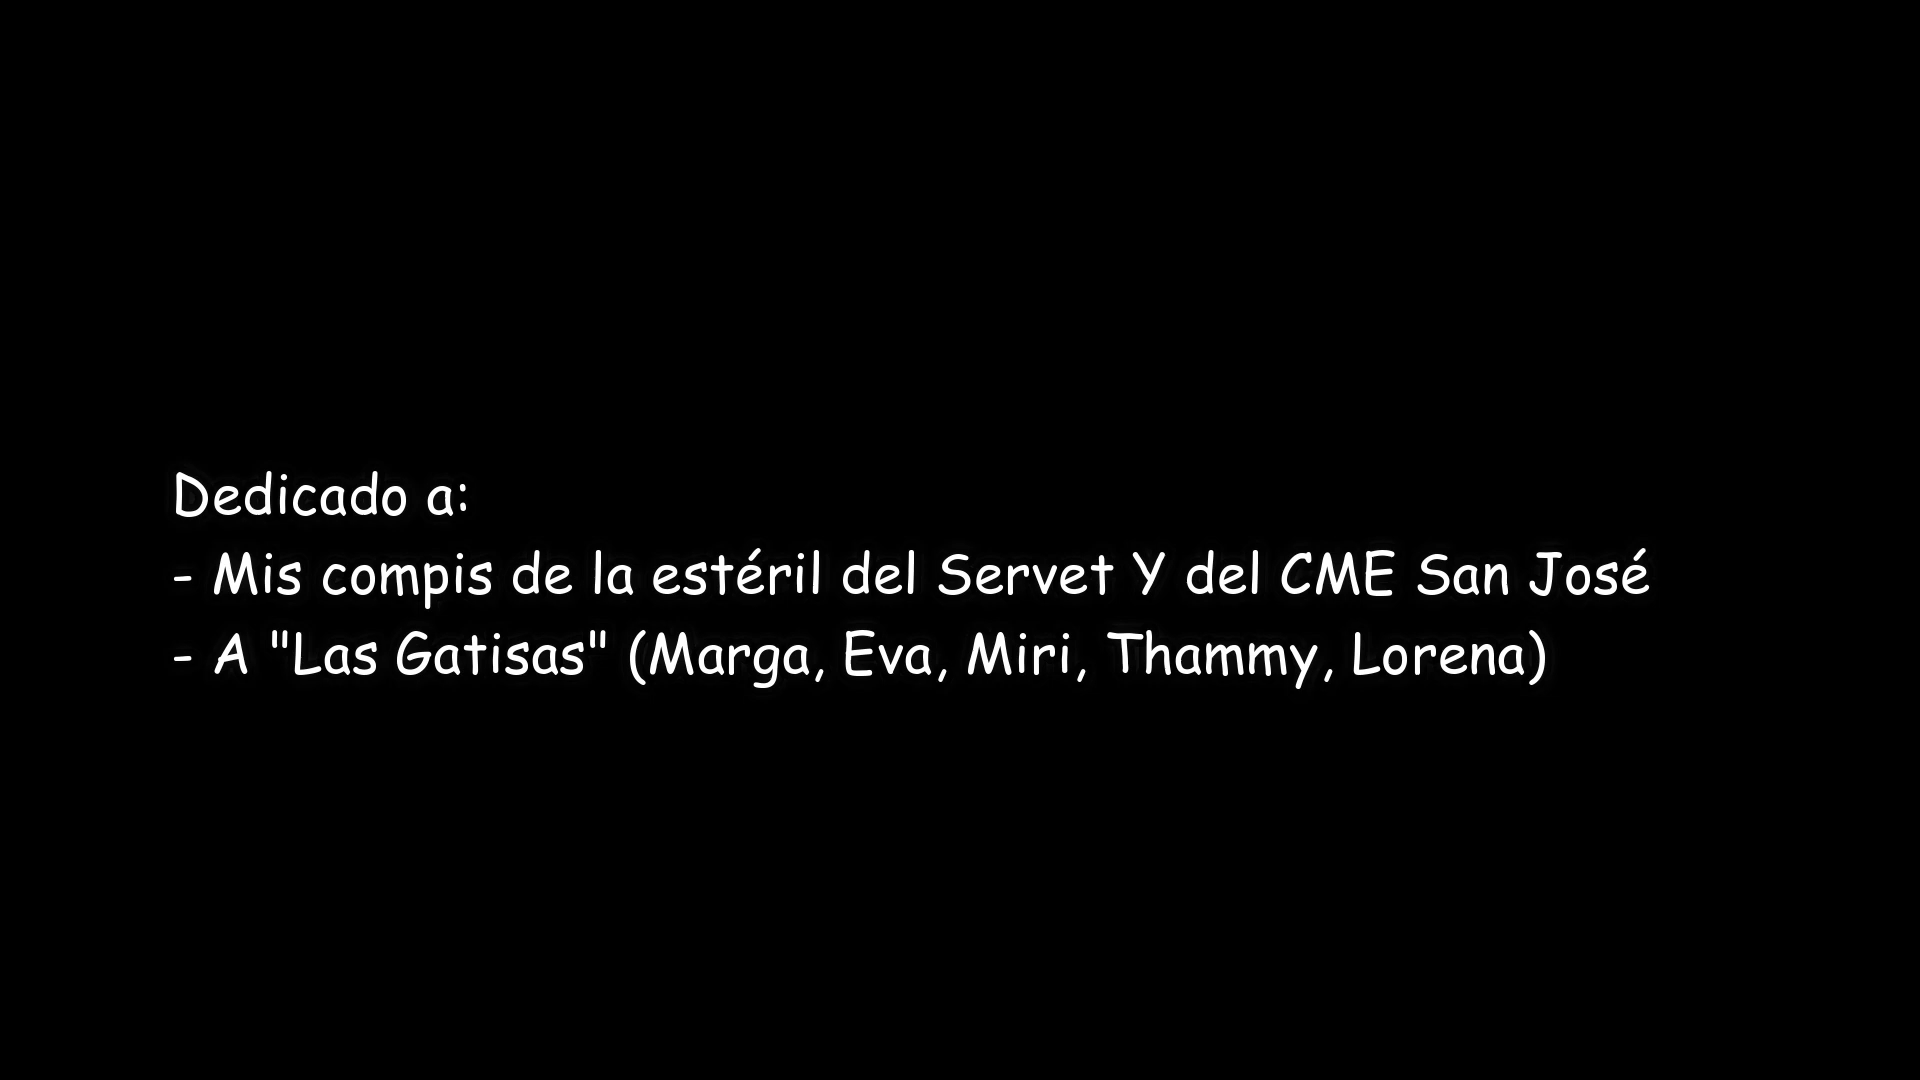 Dedicado a:
- Mis compis de la estéril del Servet Y del CME San José
- A "Las Gatisas" (Marga, Eva, Miri, Thammy, Lorena)